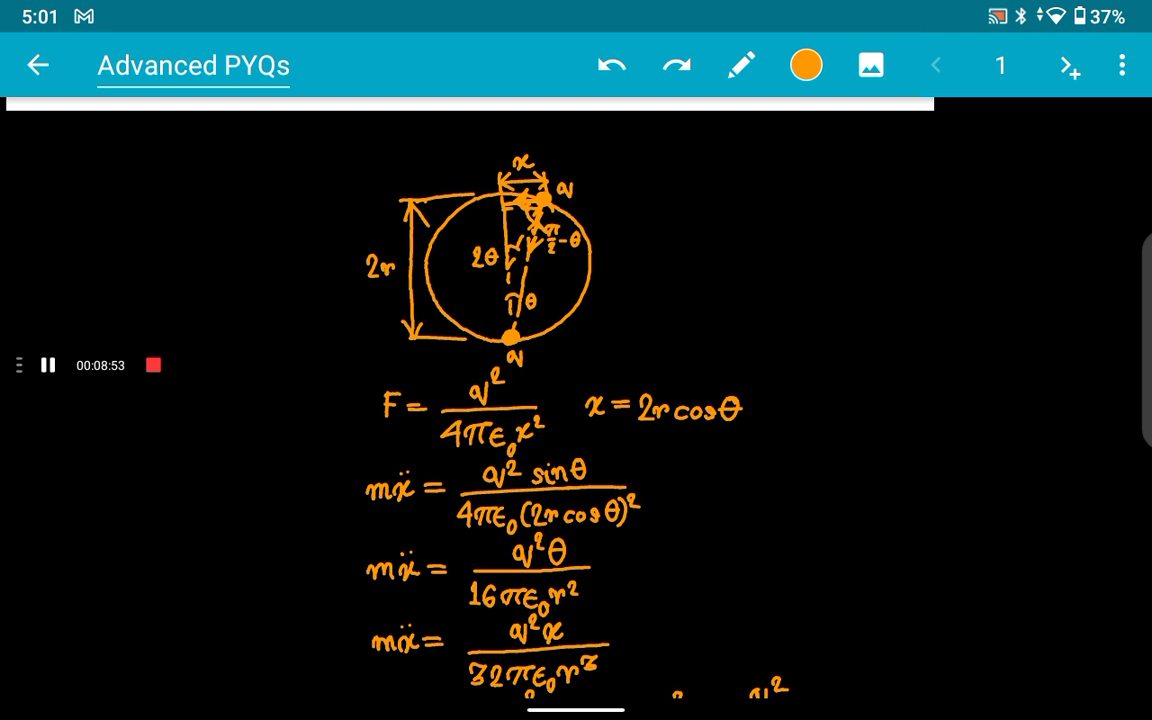 5:01 37%
Advanced PYQs 1
x
q
π/2-θ
2θ
2r
θ
q
F = q²/4πε₀x² x = 2r cosθ
00:08:53
mẍ = q² sinθ/4πε₀(2r cosθ)²
mẍ = q²θ/16πε₀r²
mẍ = q²x/32πε₀r³